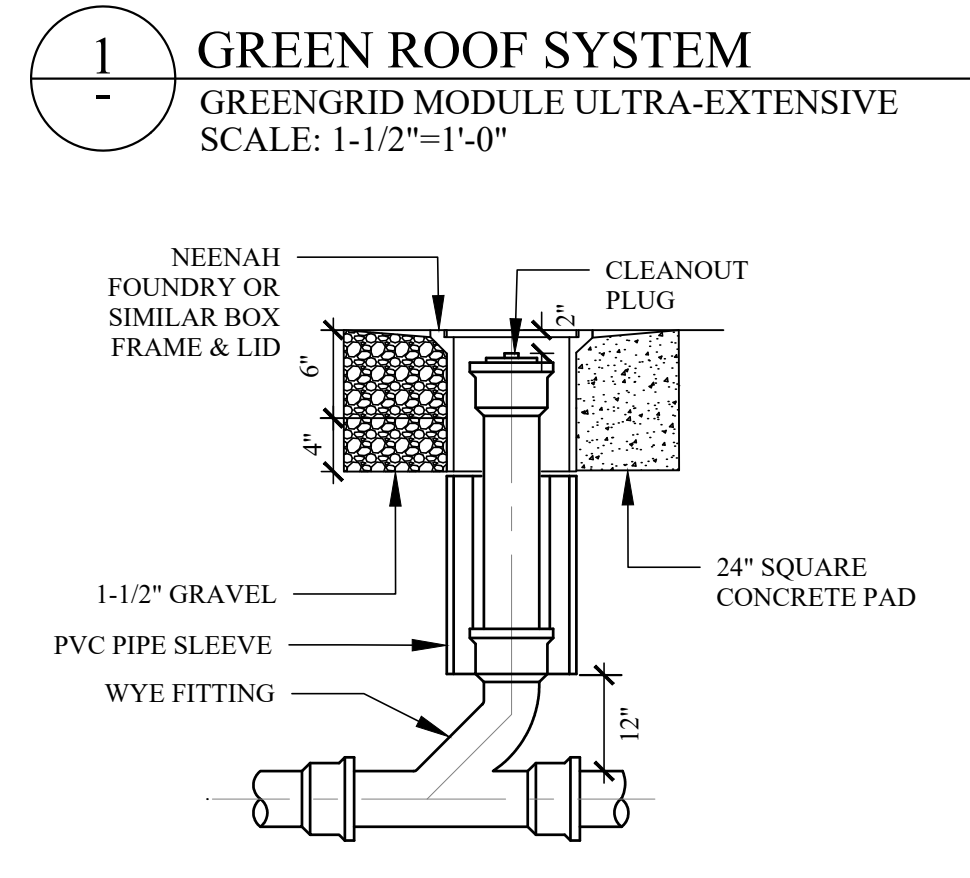 1
-
GREEN ROOF SYSTEM
GREENGRID MODULE ULTRA-EXTENSIVE
SCALE: 1-1/2"=1'-0"
NEENAH
FOUNDRY OR
SIMILAR BOX
FRAME & LID
CLEANOUT
PLUG
2"
6"
4"
1-1/2" GRAVEL
24" SQUARE
CONCRETE PAD
PVC PIPE SLEEVE
WYE FITTING
12"